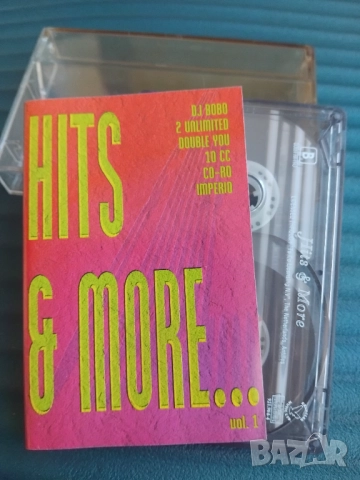 DJ BOBO
2 UNLIMITED
DOUBLE YOU
10 CC
CO-RO
IMPERIO
HITS
& MORE...
vol. 1
B
Hits & More
BAZAR